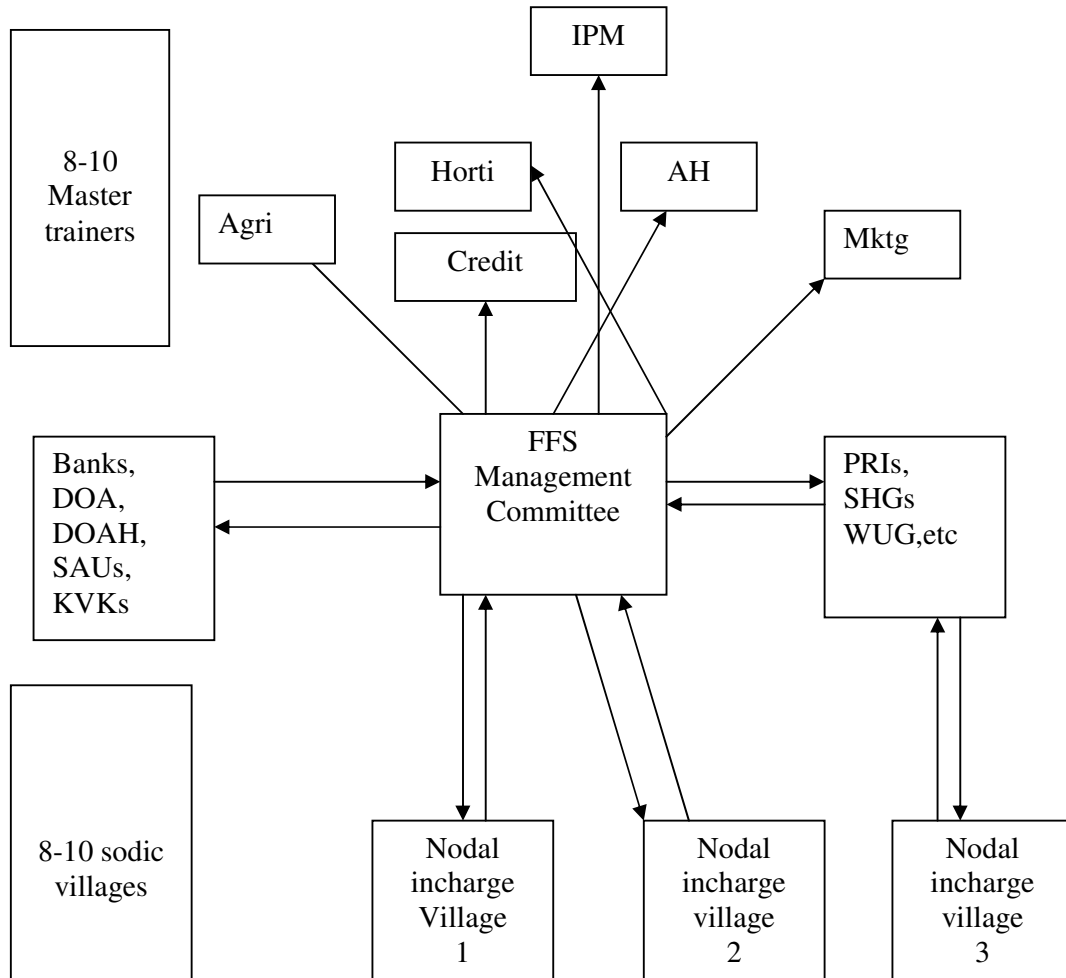 IPM
8-10
Master
trainers
Horti
AH
Agri
Credit
Mktg
Banks,
DOA,
DOAH,
SAUs,
KVKs
FFS
Management
Committee
PRIs,
SHGs
WUG,etc
8-10 sodic
villages
Nodal
incharge
Village
1
Nodal
incharge
village
2
Nodal
incharge
village
3